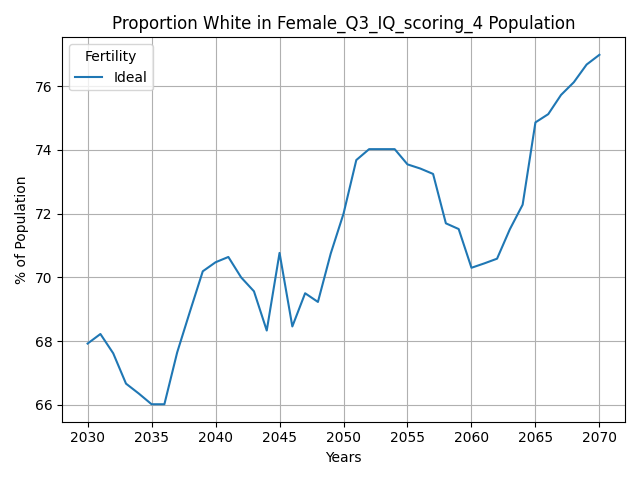 Proportion White in Female_Q3_IQ_scoring_4 Population
Fertility
Ideal
% of Population
76
74
72
70
68
66
2030 2035 2040 2045 2050 2055 2060 2065 2070
Years